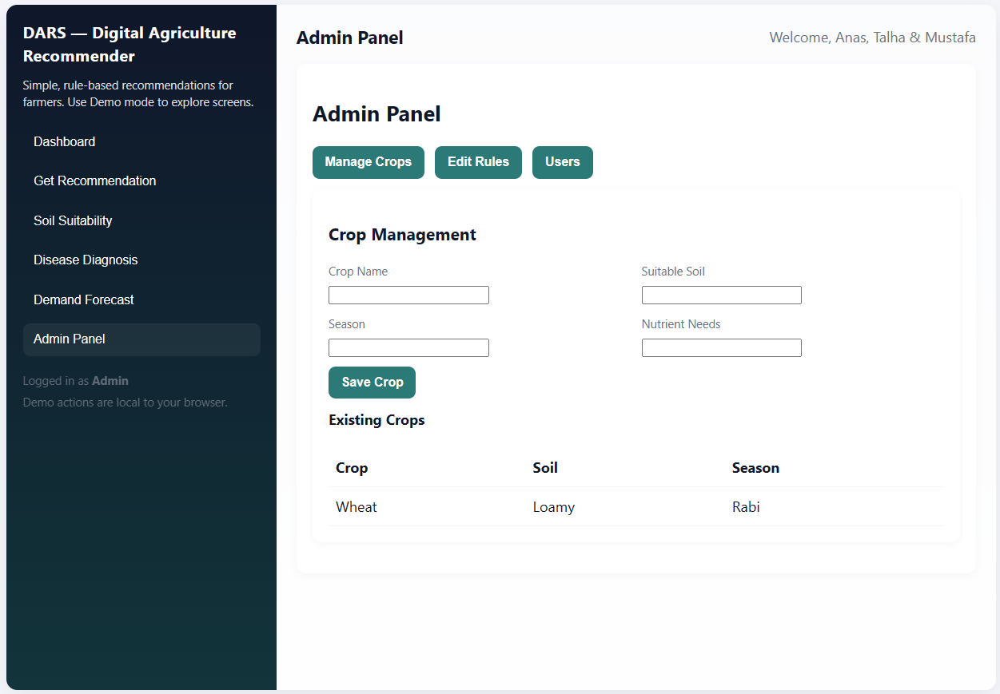 DARS — Digital Agriculture
Recommender
Simple, rule-based recommendations for
farmers. Use Demo mode to explore screens.
Dashboard
Get Recommendation
Soil Suitability
Disease Diagnosis
Demand Forecast
Admin Panel
Logged in as Admin
Demo actions are local to your browser.
Admin Panel
Welcome, Anas, Talha & Mustafa
Admin Panel
Manage Crops Edit Rules Users
Crop Management
Crop Name Suitable Soil
Season Nutrient Needs
Save Crop
Existing Crops
Crop Soil Season
Wheat Loamy Rabi